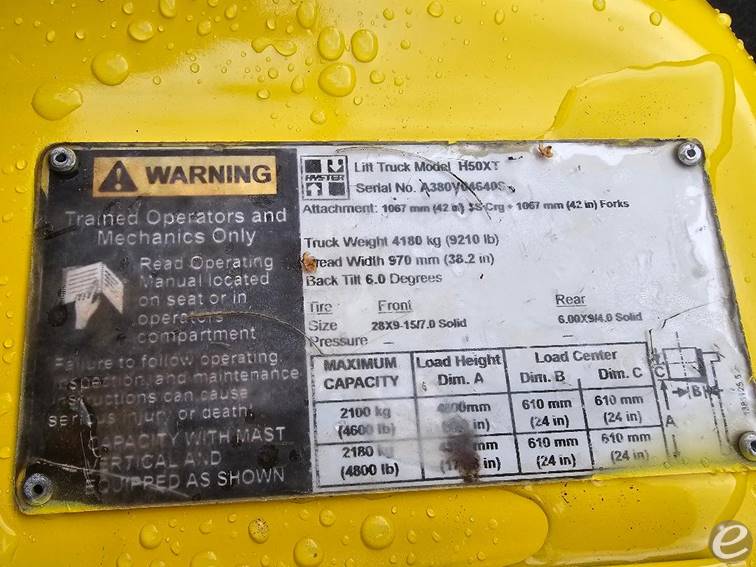 WARNING
Trained Operators and
Mechanics Only
Read Operating
Manual located
on seat or in
operators
compartment
Failure to follow operating,
inspection, and maintenance
instructions can cause
serious injury or death!
CAPACITY WITH MAST
VERTICAL AND
EQUIPPED AS SHOWN
HYSTER
Lift Truck Model H50XT
Serial No. A380V04640S
Attachment: 1067 mm (42 in) SS Crg + 1067 mm (42 in) Forks
Truck Weight 4180 kg (9210 lb)
Tread Width 970 mm (38.2 in)
Back Tilt 6.0 Degrees
Tire Front Rear
Size 28X9-15/7.0 Solid 6.00X9/4.0 Solid
Pressure – –
MAXIMUM CAPACITY Load Height Dim. A Load Center Dim. B Dim. C
2100 kg (4600 lb) 610 mm (24 in) 610 mm (24 in)
2180 kg (4800 lb) 610 mm (24 in) 610 mm (24 in)
C
B
A
e